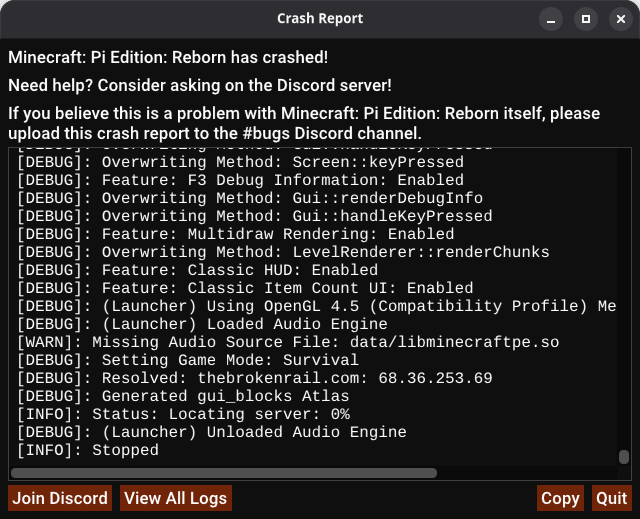 Crash Report
Minecraft: Pi Edition: Reborn has crashed!
Need help? Consider asking on the Discord server!
If you believe this is a problem with Minecraft: Pi Edition: Reborn itself, please
upload this crash report to the #bugs Discord channel.
[DEBUG]: Overwriting Method: Gui::handleKeyPressed
[DEBUG]: Overwriting Method: Screen::keyPressed
[DEBUG]: Feature: F3 Debug Information: Enabled
[DEBUG]: Overwriting Method: Gui::renderDebugInfo
[DEBUG]: Overwriting Method: Gui::handleKeyPressed
[DEBUG]: Feature: Multidraw Rendering: Enabled
[DEBUG]: Overwriting Method: LevelRenderer::renderChunks
[DEBUG]: Feature: Classic HUD: Enabled
[DEBUG]: Feature: Classic Item Count UI: Enabled
[DEBUG]: (Launcher) Using OpenGL 4.5 (Compatibility Profile) Me
[DEBUG]: (Launcher) Loaded Audio Engine
[WARN]: Missing Audio Source File: data/libminecraftpe.so
[DEBUG]: Setting Game Mode: Survival
[DEBUG]: Resolved: thebrokenrail.com: 68.36.253.69
[DEBUG]: Generated gui_blocks Atlas
[INFO]: Status: Locating server: 0%
[DEBUG]: (Launcher) Unloaded Audio Engine
[INFO]: Stopped
Join Discord View All Logs Copy Quit